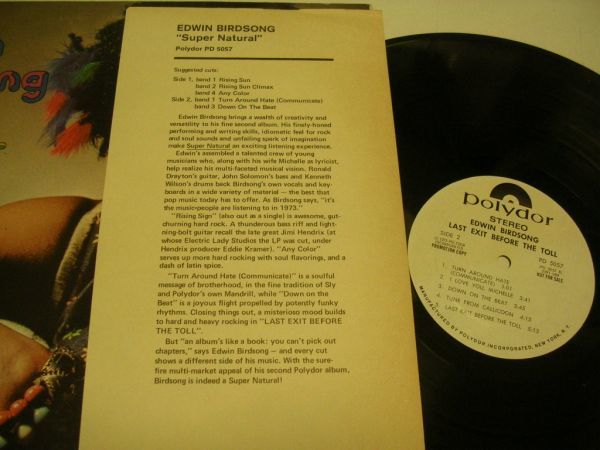 EDWIN BIRDSONG
"Super Natural"
Polydor PD 5057
Suggested cuts:
Side 1, band 1 Rising Sun
band 2 Rising Sun Climax
band 4 Any Color
Side 2, band 1 Turn Around Hate (Communicate)
band 3 Down On The Beat
Edwin Birdsong brings a wealth of creativity and
versatility to his fine second album. His finely-honed
performing and writing skills, idiomatic feel for rock
and soul sounds and unfailing spark of imagination
make Super Natural an exciting listening experience.
Edwin's assembled a talented crew of young
musicians who, along with his wife Michalle as lyricist,
help realize his multi-faceted musical vision. Ronald
Drayton's guitar, John Solomon's bass and Kenneth
Wilson's drums back Birdsong's own vocals and key-
boards in a wide variety of material — the best that
pop music today has to offer. As Birdsong says, "it's
the music people are listening to in 1973."
"Rising Sign" (also out as a single) is awesome, gut-
churning hard rock. A thunderous bass riff and light-
ning-bolt guitar recall the late great Jimi Hendrix (at
whose Electric Lady Studios the LP was cut, under
Hendrix producer Eddie Kramer). "Any Color"
serves up more hard rocking with soul flavorings, and a
dash of latin spice.
"Turn Around Hate (Communicate)" is a soulful
message of brotherhood, in the fine tradition of Sly
and Polydor's own Mandrill, while "Down on the
Beat" is a joyous flight propelled by potently funky
rhythms. Closing things out, a misterioso mood builds
to hard and heavy rocking in "LAST EXIT BEFORE
THE TOLL".
But "an album's like a book: you can't pick out
chapters," says Edwin Birdsong — and every cut
shows a different side of his music. With the sure-
fire multi-market appeal of his second Polydor album,
Birdsong is indeed a Super Natural!
polydor
STEREO
EDWIN BIRDSONG
LAST EXIT BEFORE THE TOLL
SIDE 2
PD 5057
PROMOTION COPY
NOT FOR SALE
1. TURN AROUND HATE
(COMMUNICATE) 5:01
2. I LOVE YOU, MICHELLE 3:41
3. DOWN ON THE BEAT 4:45
4. TUNE FROM CALLICOON 4:15
5. LAST EXIT BEFORE THE TOLL 5:13
MANUFACTURED BY POLYDOR INCORPORATED, NEW YORK, N.Y.